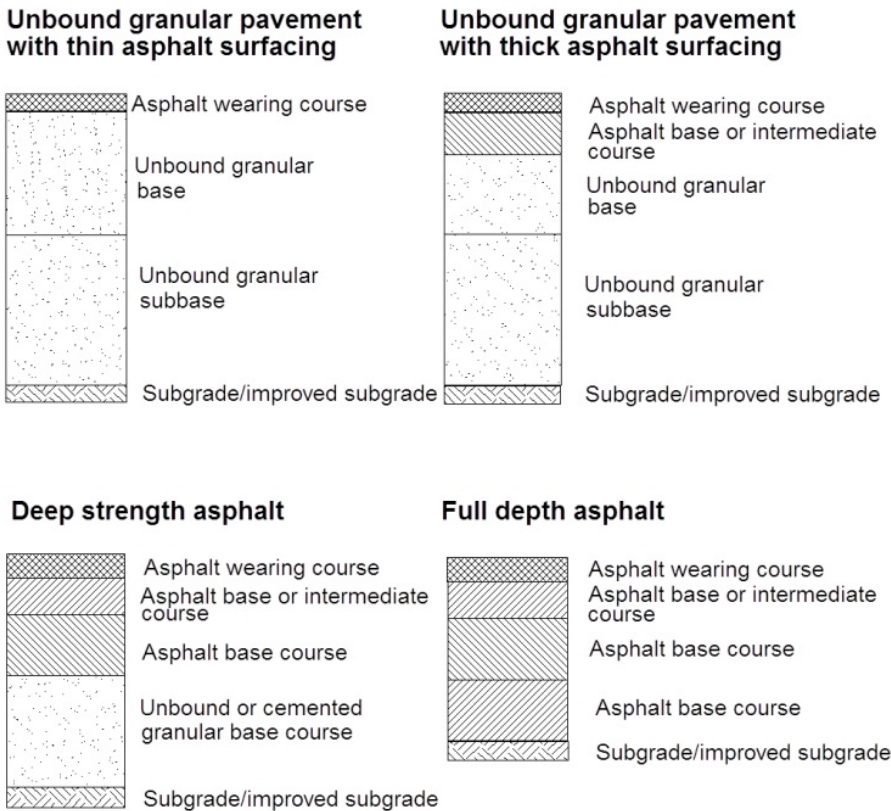 Unbound granular pavement
with thin asphalt surfacing
Asphalt wearing course
Unbound granular
base
Unbound granular
subbase
Subgrade/improved subgrade
Unbound granular pavement
with thick asphalt surfacing
Asphalt wearing course
Asphalt base or intermediate
course
Unbound granular
base
Unbound granular
subbase
Subgrade/improved subgrade
Deep strength asphalt
Asphalt wearing course
Asphalt base or intermediate
course
Asphalt base course
Unbound or cemented
granular base course
Subgrade/improved subgrade
Full depth asphalt
Asphalt wearing course
Asphalt base or intermediate
course
Asphalt base course
Asphalt base course
Subgrade/improved subgrade